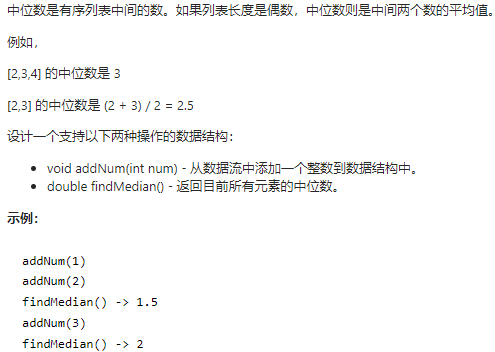 中位数是有序列表中间的数。如果列表长度是偶数，中位数则是中间两个数的平均值。
例如，
[2,3,4] 的中位数是 3
[2,3] 的中位数是 (2 + 3) / 2 = 2.5
设计一个支持以下两种操作的数据结构：
• void addNum(int num) - 从数据流中添加一个整数到数据结构中。
• double findMedian() - 返回目前所有元素的中位数。
示例：
addNum(1)
addNum(2)
findMedian() -> 1.5
addNum(3)
findMedian() -> 2